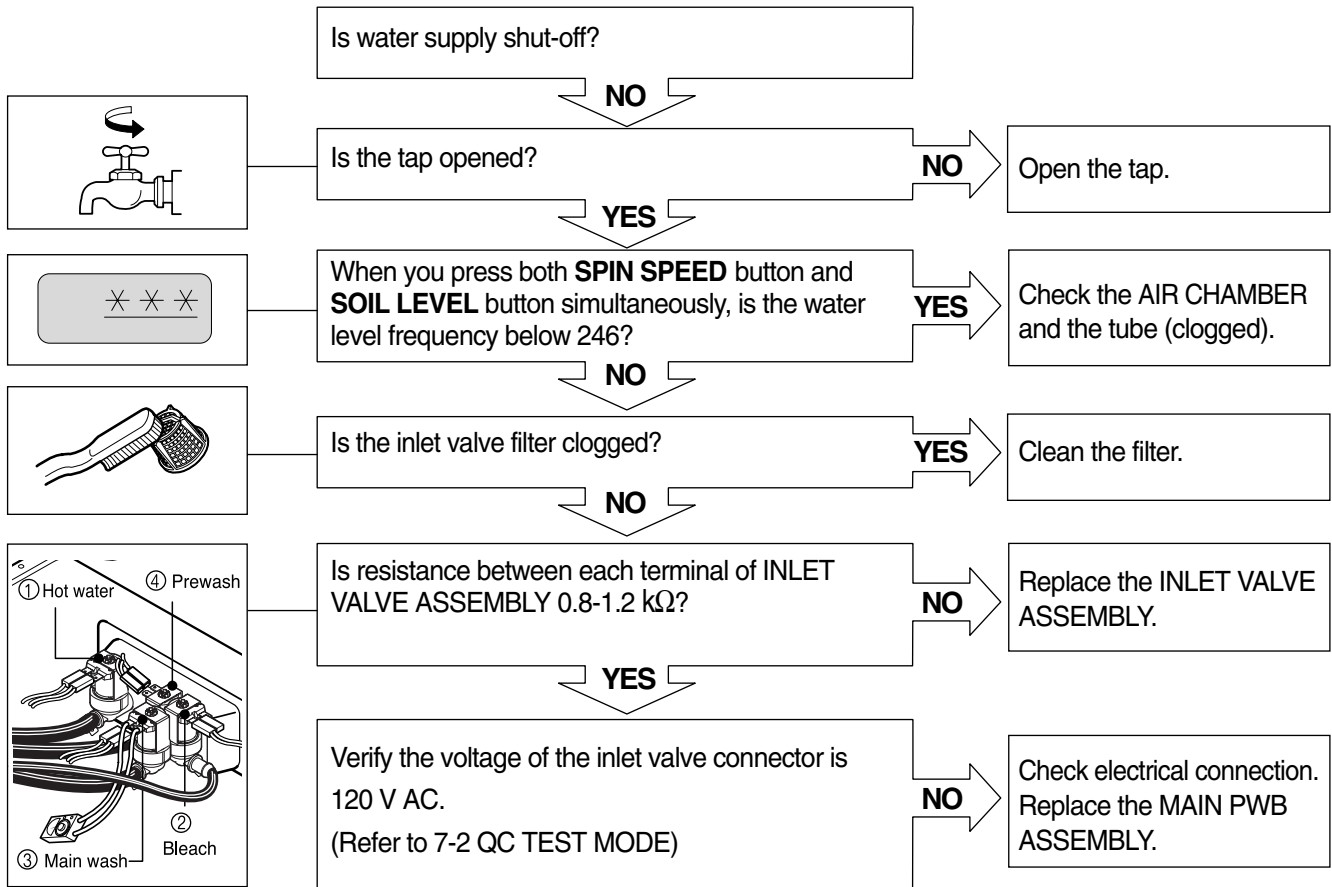 Is water supply shut-off?
NO
Is the tap opened?
NO
Open the tap.
YES
When you press both SPIN SPEED button and
SOIL LEVEL button simultaneously, is the water
level frequency below 246?
YES
Check the AIR CHAMBER
and the tube (clogged).
NO
Is the inlet valve filter clogged?
YES
Clean the filter.
NO
① Hot water
④ Prewash
②
Bleach
③ Main wash
Is resistance between each terminal of INLET
VALVE ASSEMBLY 0.8-1.2 kΩ?
NO
Replace the INLET VALVE
ASSEMBLY.
YES
Verify the voltage of the inlet valve connector is
120 V AC.
(Refer to 7-2 QC TEST MODE)
NO
Check electrical connection.
Replace the MAIN PWB
ASSEMBLY.